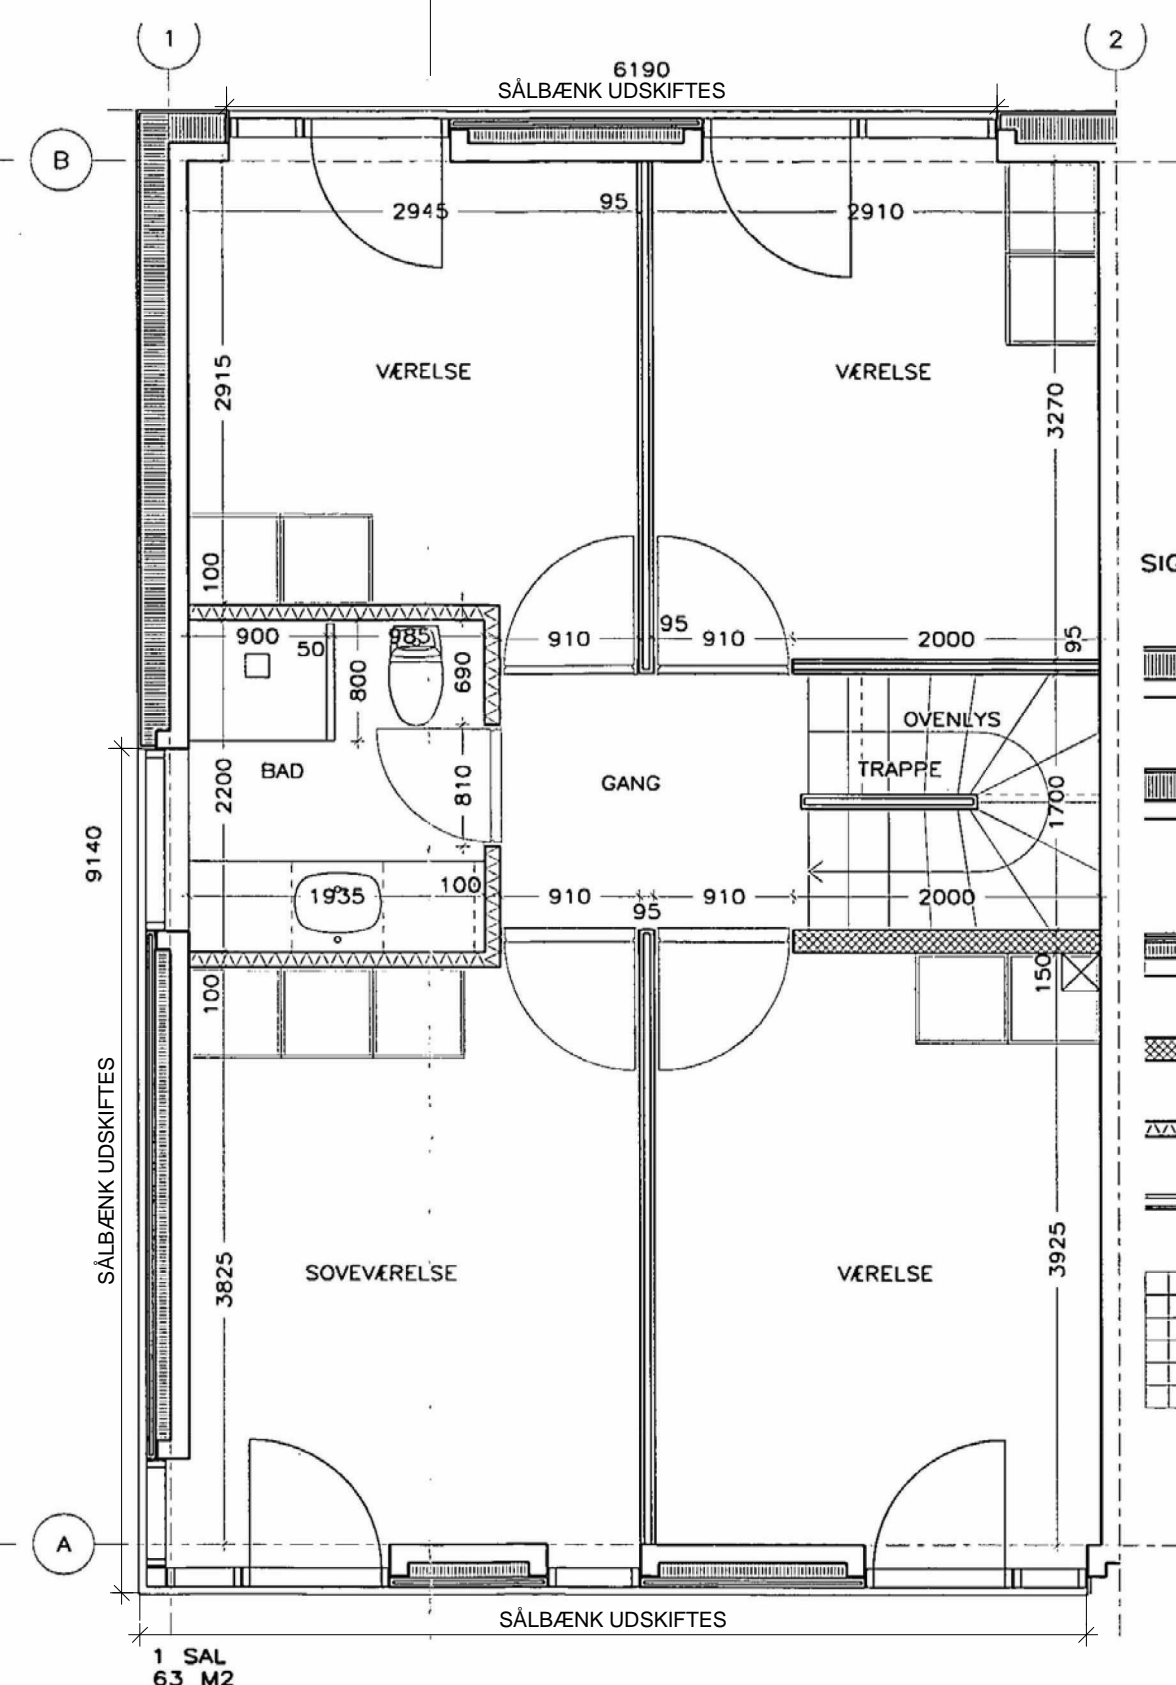 1
2
6190
SÅLBÆNK UDSKIFTES
B
2945
95
2910
2915
VÆRELSE
VÆRELSE
3270
SIG
100
900
50
985
800
690
910
95
910
2000
95
OVENLYS
BAD
2200
810
GANG
TRAPPE
1700
9140
1935
100
910
95
910
2000
100
150
SÅLBÆNK UDSKIFTES
3825
SOVEVÆRELSE
VÆRELSE
3925
A
SÅLBÆNK UDSKIFTES
1 SAL
63 M2